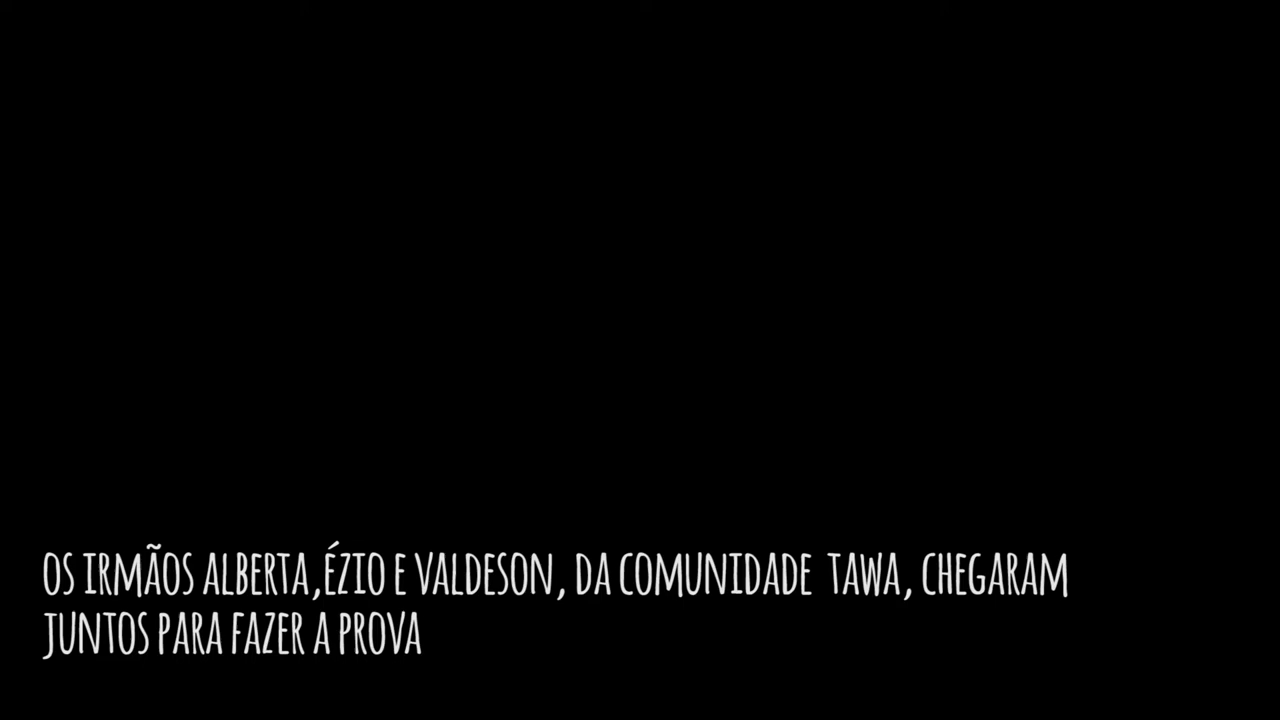 OS IRMÃOS ALBERTA,ÉZIO E VALDESON, DA COMUNIDADE  TAWA, CHEGARAM
JUNTOS PARA FAZER A PROVA